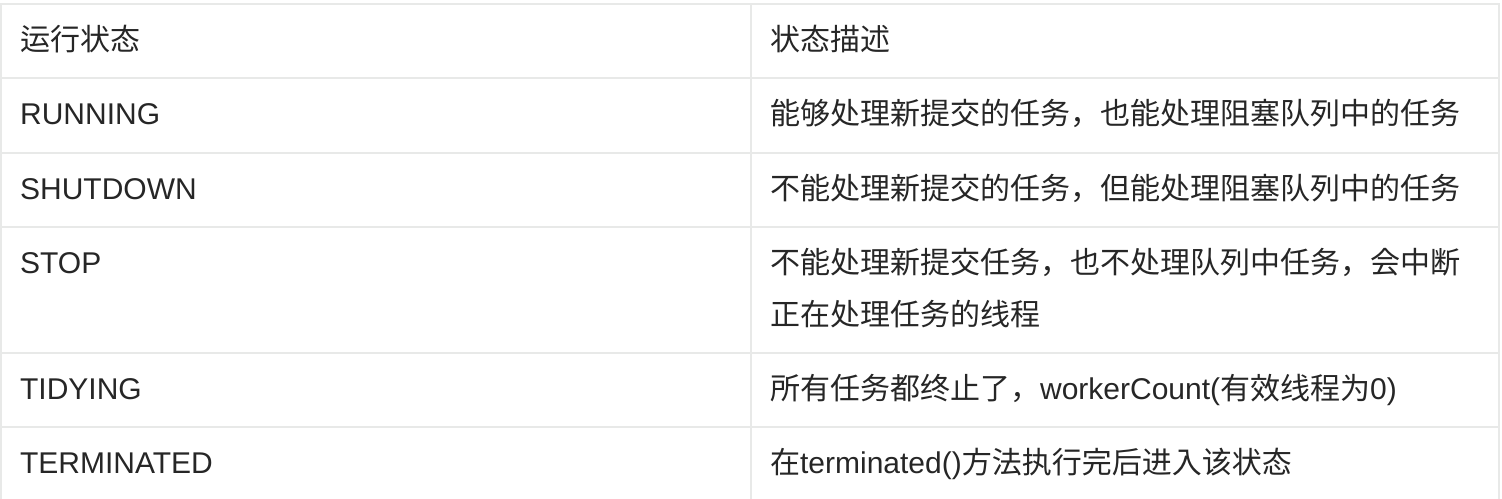 运行状态
状态描述
RUNNING
能够处理新提交的任务，也能处理阻塞队列中的任务
SHUTDOWN
不能处理新提交的任务，但能处理阻塞队列中的任务
STOP
不能处理新提交任务，也不处理队列中任务，会中断
正在处理任务的线程
TIDYING
所有任务都终止了，workerCount(有效线程为0)
TERMINATED
在terminated()方法执行完后进入该状态